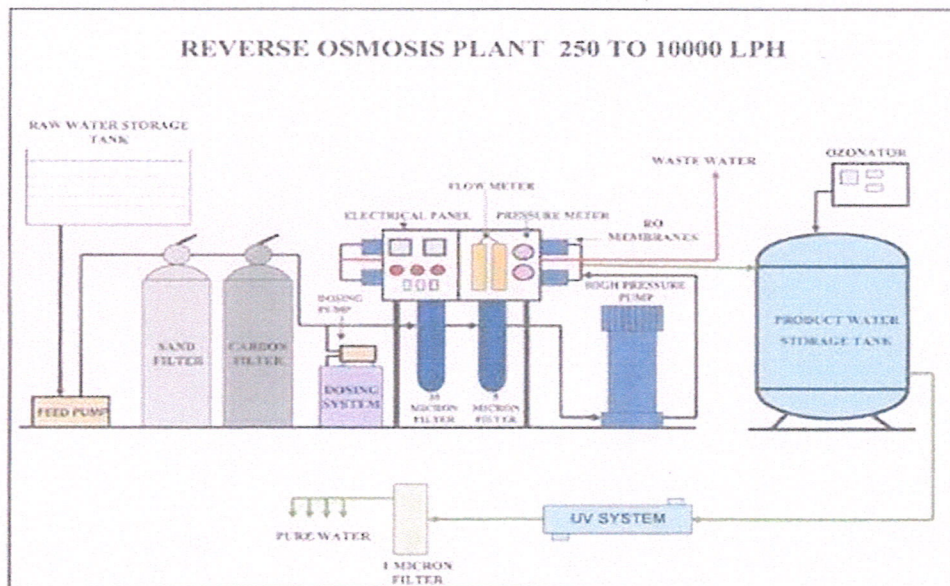 REVERSE OSMOSIS PLANT 250 TO 10000 LPH
RAW WATER STORAGE
TANK
WASTE WATER
OZONATOR
FLOW METER
ELECTRICAL PANEL
PRESSURE METER
RO
MEMBRANES
HIGH PRESSURE
PUMP
DOSING
PUMP
SAND
FILTER
CARBON
FILTER
PRODUCT WATER
STORAGE TANK
FEED PUMP
DOSING
SYSTEM
10
MICRON
FILTER
5
MICRON
FILTER
UV SYSTEM
PURE WATER
1 MICRON
FILTER